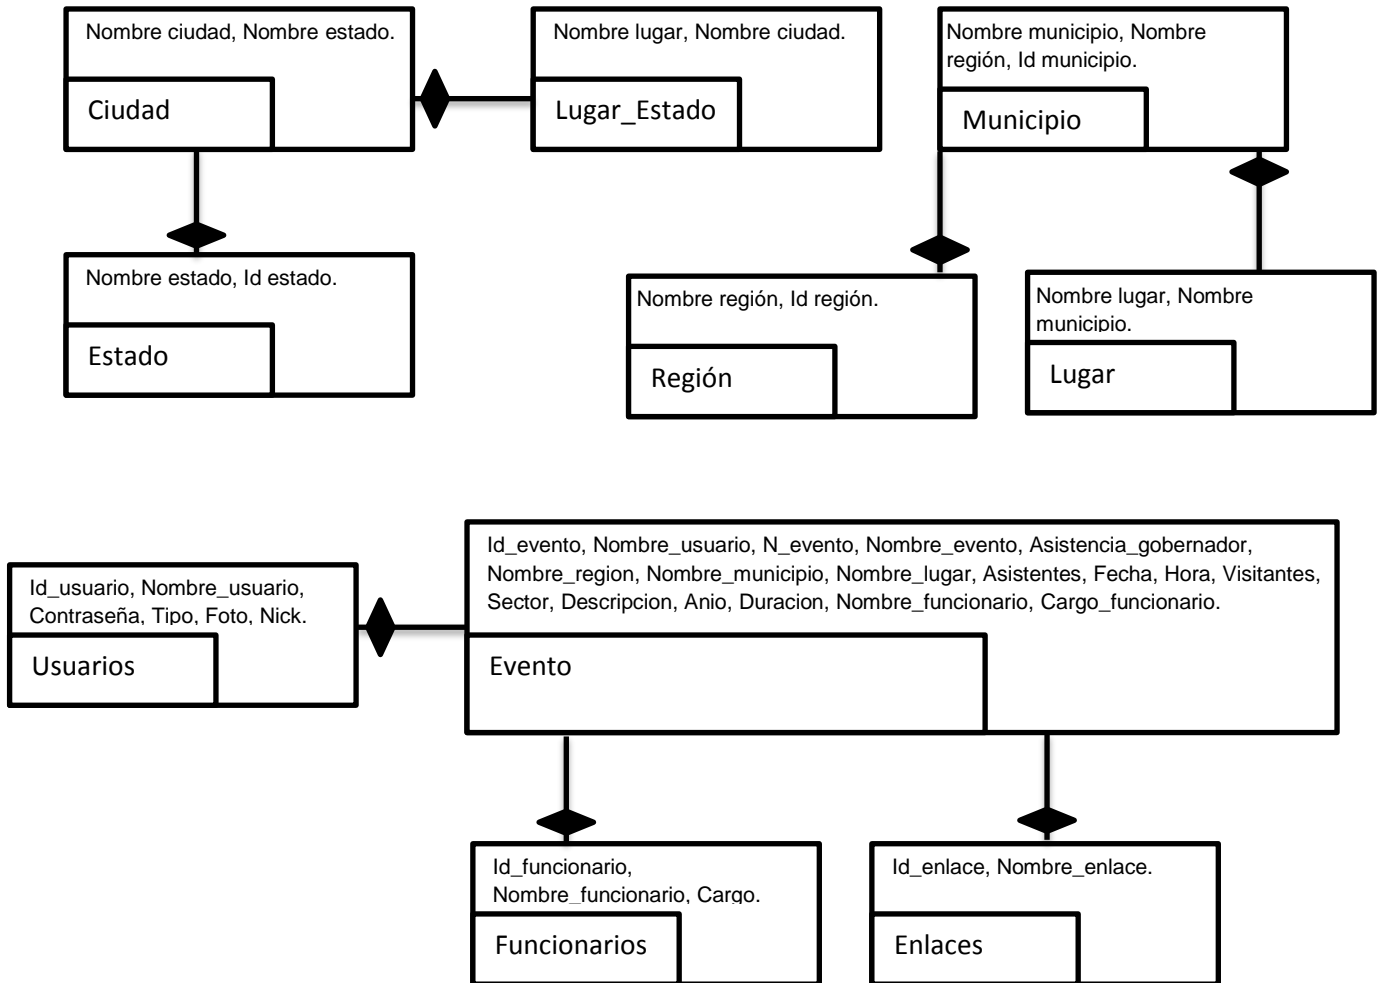 Nombre ciudad, Nombre estado.
Ciudad
Nombre lugar, Nombre ciudad.
Lugar_Estado
Nombre municipio, Nombre
región, Id municipio.
Municipio
Nombre estado, Id estado.
Estado
Nombre región, Id región.
Región
Nombre lugar, Nombre
municipio.
Lugar
Id_usuario, Nombre_usuario,
Contraseña, Tipo, Foto, Nick.
Usuarios
Id_evento, Nombre_usuario, N_evento, Nombre_evento, Asistencia_gobernador,
Nombre_region, Nombre_municipio, Nombre_lugar, Asistentes, Fecha, Hora, Visitantes,
Sector, Descripcion, Anio, Duracion, Nombre_funcionario, Cargo_funcionario.
Evento
Id_funcionario,
Nombre_funcionario, Cargo.
Funcionarios
Id_enlace, Nombre_enlace.
Enlaces